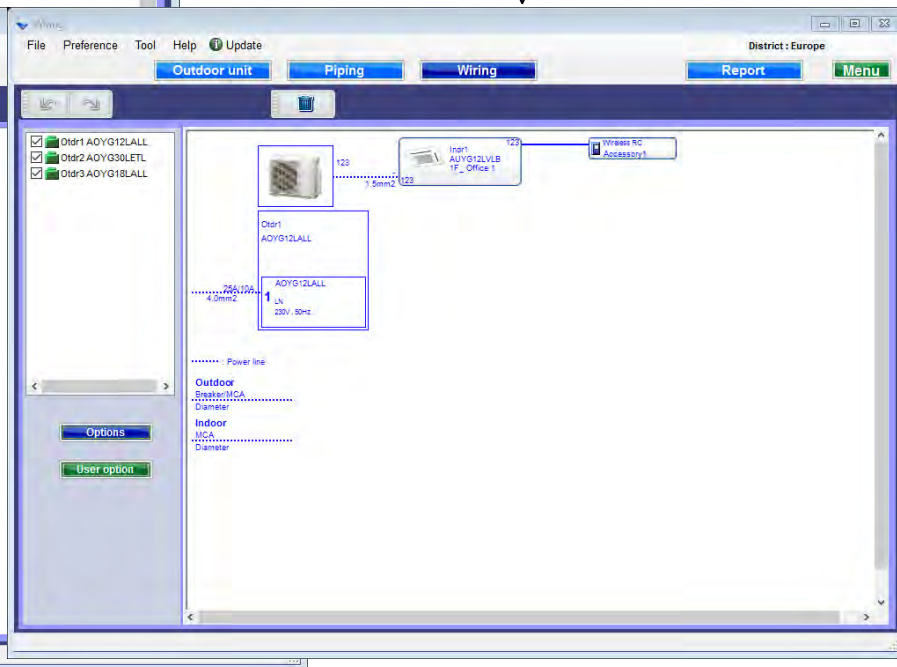 Wiring
File Preference Tool Help Update
District : Europe
Outdoor unit Piping Wiring Report Menu
Otdr1 AOYG12LALL
Otdr2 AOYG30LETL
Otdr3 AOYG18LALL
Options
User option
123
1.5mm2
123
Indr1
AUYG12LVLB
1F_ Office 1
123
Wireless RC
Accessory1
Otdr1
AOYG12LALL
25A/10A
4.0mm2
AOYG12LALL
1 LN
230V , 50Hz
: Power line
Outdoor
Breaker/MCA
Diameter
Indoor
MCA
Diameter